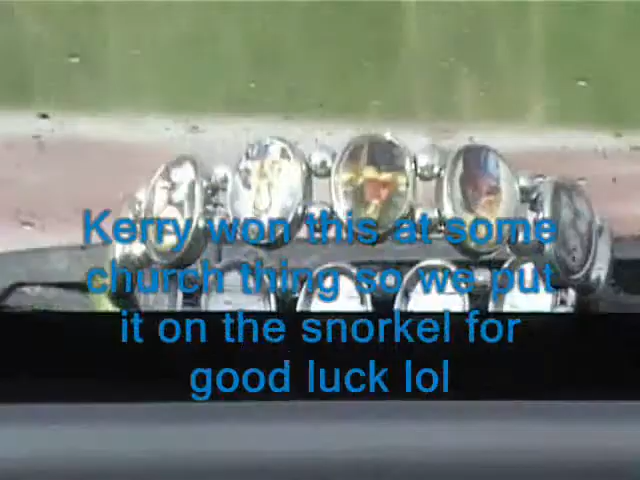 Kerry won this at some
church thing so we put
it on the snorkel for
good luck lol